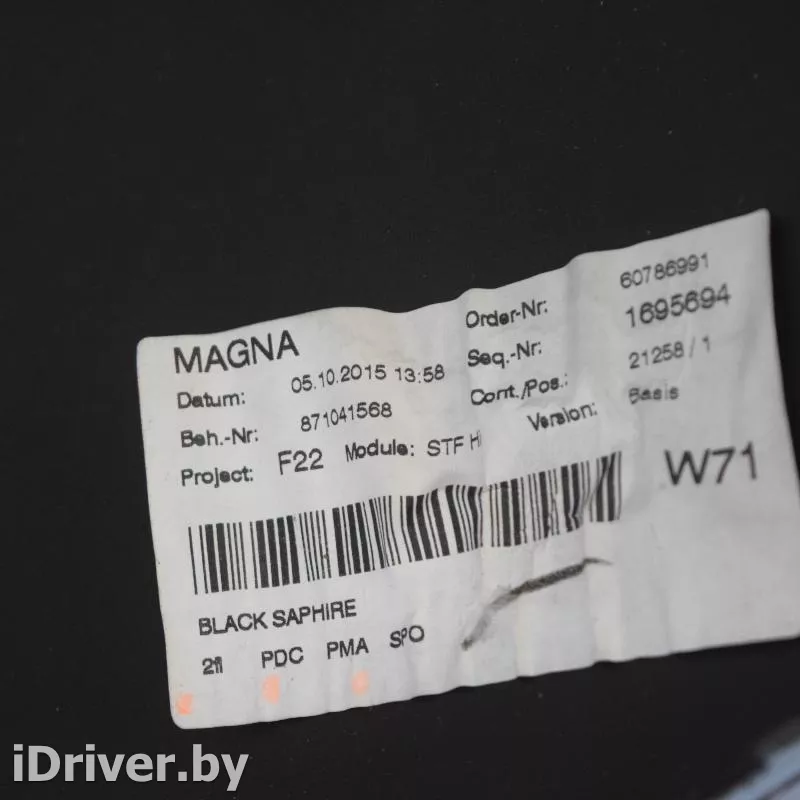 MAGNA
Datum: 05.10.2015 13:58
Beh.-Nr: 871041568
Project: F22 Module: STF H
Order-Nr: 60786991
Seq.-Nr: 1695694
Cont./Pos.: 21258 / 1
Version: Basis
W71
BLACK SAPHIRE
2fl PDC PMA SPO
iDriver.by